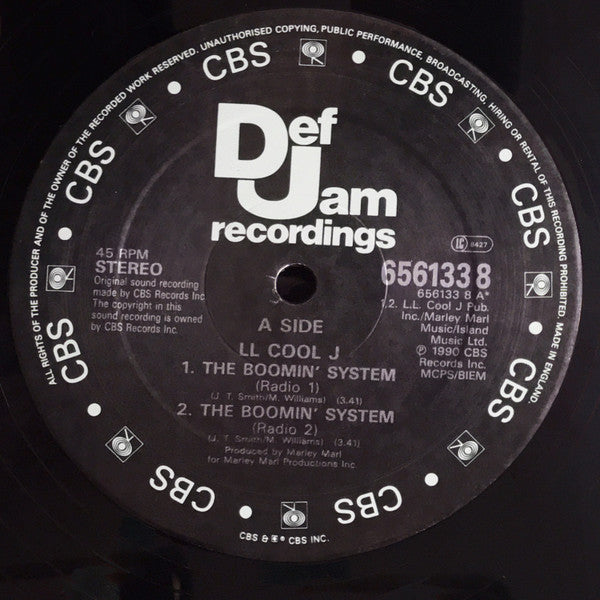 ALL RIGHTS OF THE PRODUCER AND OF THE OWNER OF THE RECORDED WORK RESERVED. UNAUTHORISED COPYING, PUBLIC PERFORMANCE, BROADCASTING, HIRING OR RENTAL OF THIS RECORDING PROHIBITED. MADE IN ENGLAND.
CBS
CBS
CBS
CBS
CBS
CBS
CBS
CBS
Def
Jam
recordings
45 RPM
STEREO
Original sound recording
made by CBS Records Inc
The copyright in this
sound recording is owned
by CBS Records Inc.
LC 8427
656133 8
656133 8 A*
1.2. L.L. Cool J Pub.
Inc./Marley Marl
Music/Island
Music Ltd.
℗ 1990 CBS
Records Inc.
MCPS/BIEM
A SIDE
LL COOL J
1. THE BOOMIN' SYSTEM
(Radio 1)
(J. T. Smith/M. Williams) (3.41)
2. THE BOOMIN' SYSTEM
(Radio 2)
(J. T. Smith/M. Williams) (3.41)
Produced by Marley Marl
for Marley Marl Productions Inc.
CBS & ® CBS INC.